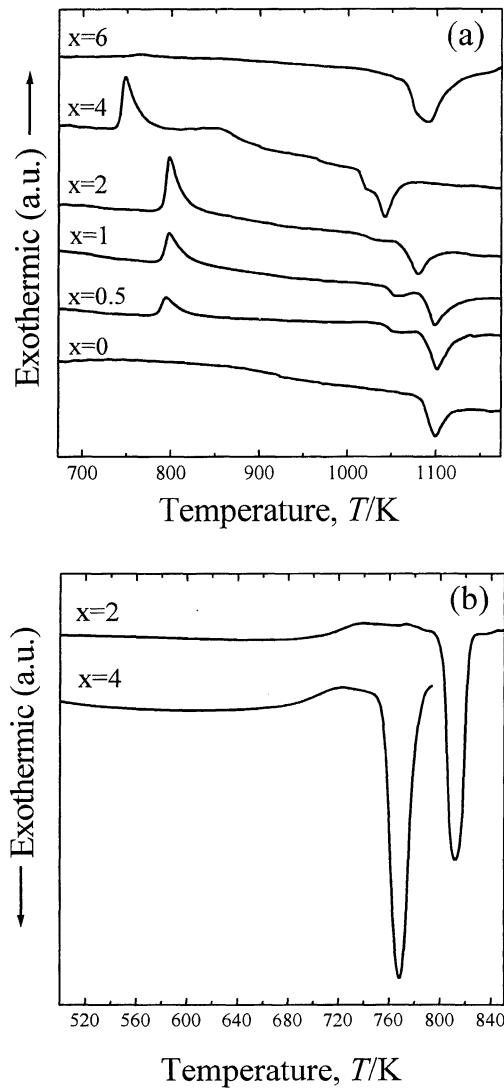 (a)
x=6
x=4
x=2
x=1
x=0.5
x=0
Exothermic (a.u.)
700 800 900 1000 1100
Temperature, T/K
(b)
x=2
x=4
Exothermic (a.u.)
520 560 600 640 680 720 760 800 840
Temperature, T/K